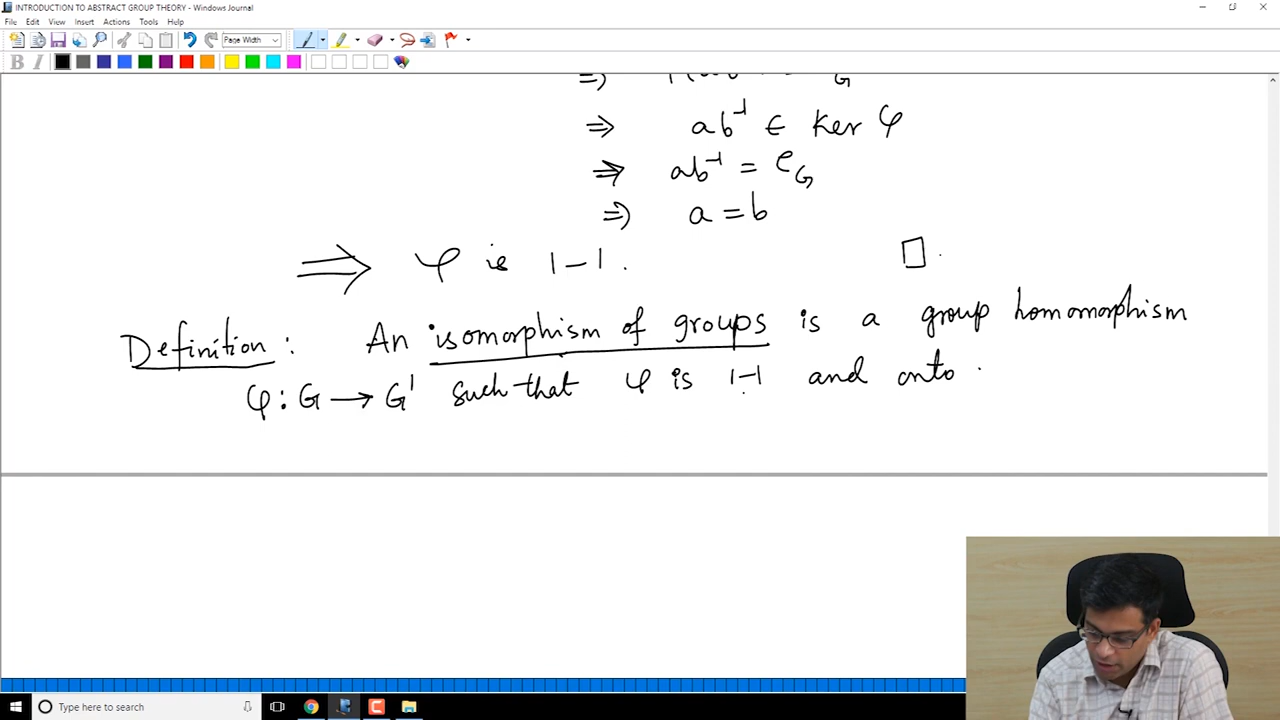 INTRODUCTION TO ABSTRACT GROUP THEORY - Windows Journal
File Edit View Insert Actions Tools Help
Page Width
B I
⇒ ab⁻¹ ∈ ker φ
⇒ ab⁻¹ = e_G
⇒ a = b
⟹ φ is 1-1. □.
Definition: An isomorphism of groups is a group homomorphism
φ: G → G' such that φ is 1-1 and onto.
Type here to search